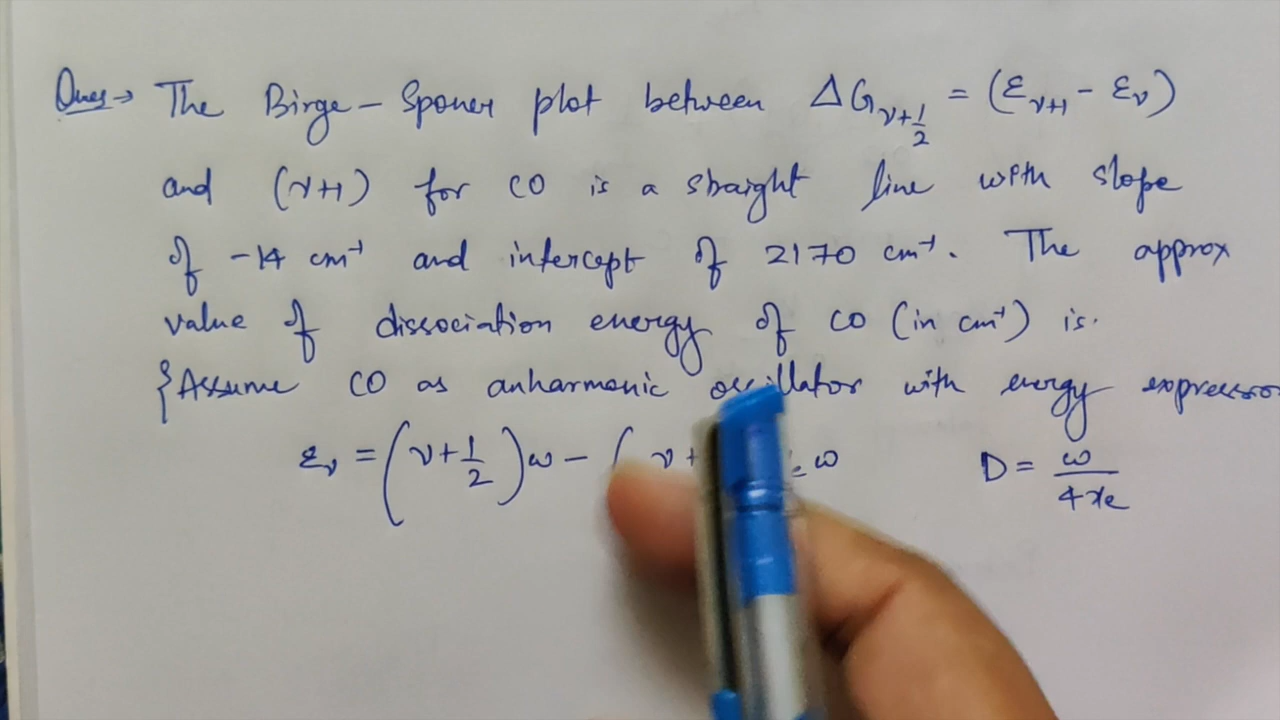 Ques → The Birge - Sponer plot between ΔG_{ν+1/2} = (ε_{ν+1} - ε_ν)
and (ν+1) for CO is a straight line with slope
of -14 cm⁻¹ and intercept of 2170 cm⁻¹. The approx
value of dissociation energy of CO (in cm⁻¹) is.
{Assume CO as anharmonic oscillator with energy expression
ε_ν = (ν + 1/2) ω - (ν + ω D = ω / 4xe